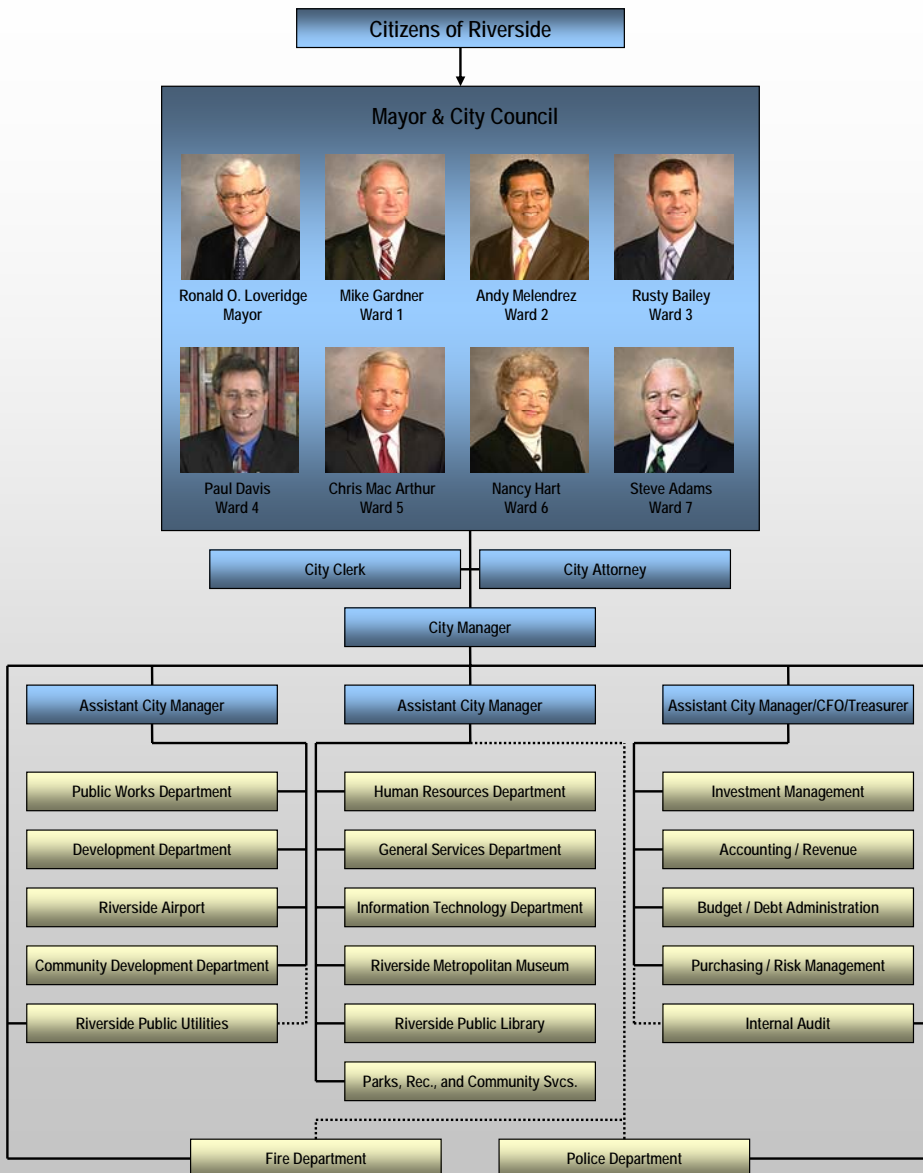 Citizens of Riverside
Mayor & City Council
Ronald O. Loveridge
Mayor
Mike Gardner
Ward 1
Andy Melendrez
Ward 2
Rusty Bailey
Ward 3
Paul Davis
Ward 4
Chris Mac Arthur
Ward 5
Nancy Hart
Ward 6
Steve Adams
Ward 7
City Clerk
City Attorney
City Manager
Assistant City Manager
Assistant City Manager
Assistant City Manager/CFO/Treasurer
Public Works Department
Human Resources Department
Investment Management
Development Department
General Services Department
Accounting / Revenue
Riverside Airport
Information Technology Department
Budget / Debt Administration
Community Development Department
Riverside Metropolitan Museum
Purchasing / Risk Management
Riverside Public Utilities
Riverside Public Library
Internal Audit
Parks, Rec., and Community Svcs.
Fire Department
Police Department